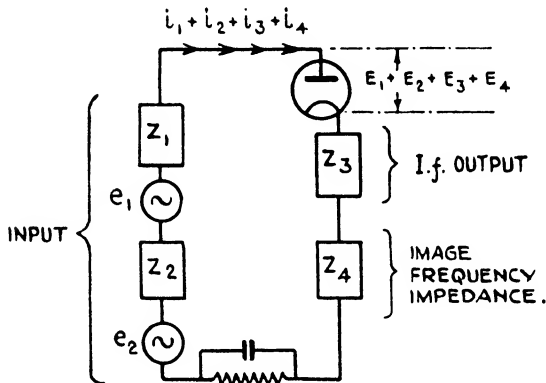 i₁ + i₂ + i₃ + i₄
E₁ + E₂ + E₃ + E₄
Z₁
Z₃
I.f. OUTPUT
e₁
INPUT
Z₂
Z₄
IMAGE
FREQUENCY
IMPEDANCE.
e₂